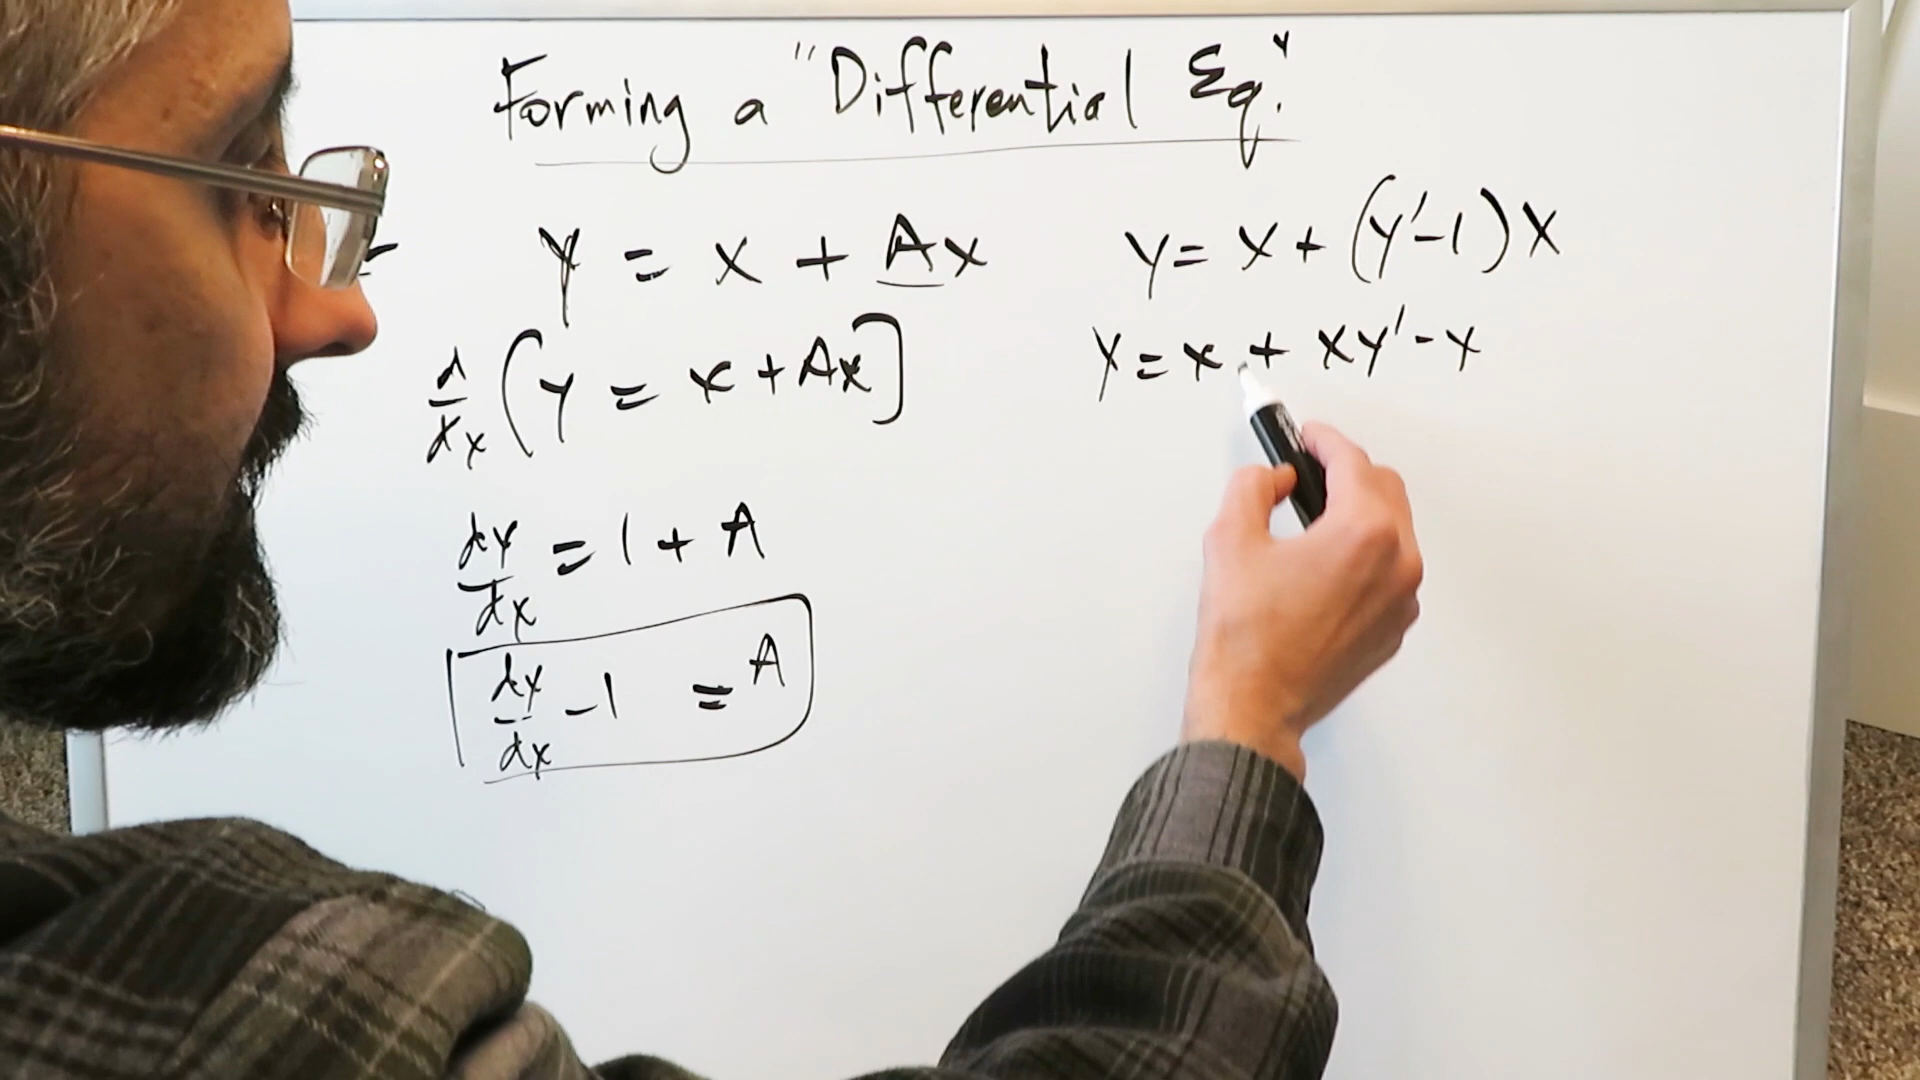 Forming a "Differential Eq."
y = x + Ax
d/dx (y = x + Ax]
dy/dx = 1 + A
dy/dx - 1 = A
y = x + (y' - 1)x
y = x + xy' - x